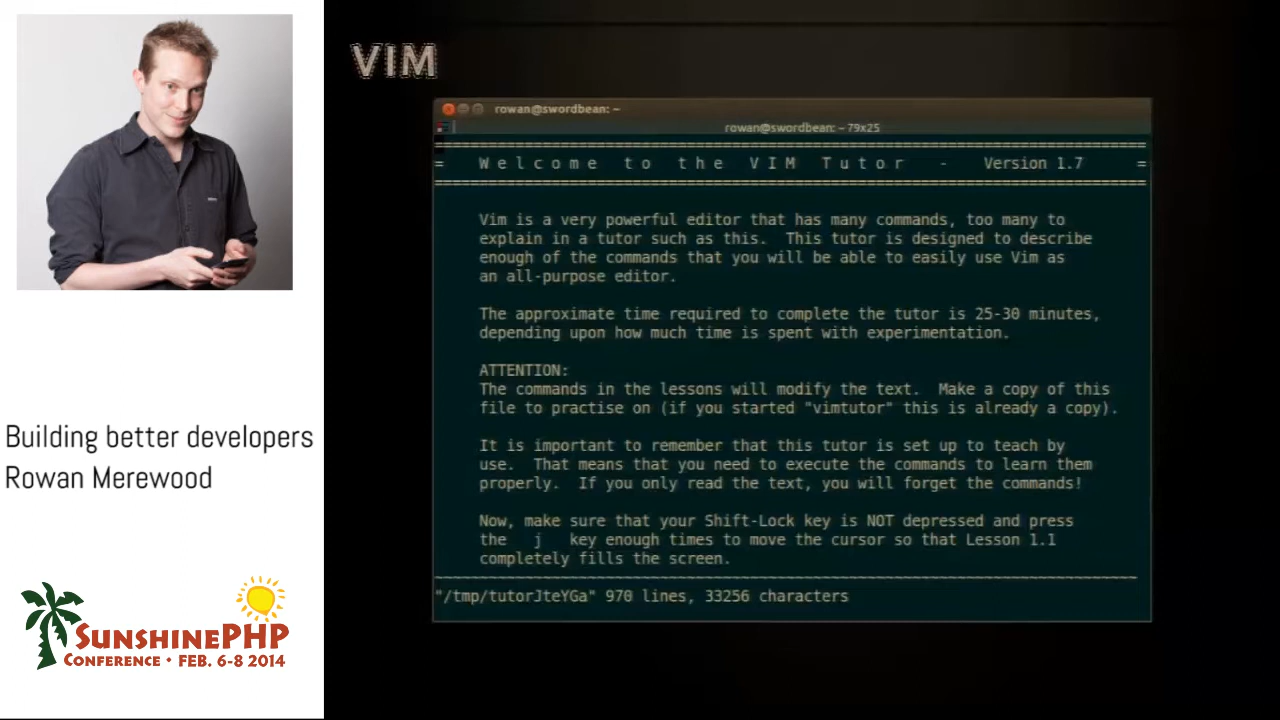 VIM
rowan@swordbean: ~
rowan@swordbean: ~ 79x25
===============================================================================
=    W e l c o m e   t o   t h e   V I M   T u t o r    -    Version 1.7      =
===============================================================================
Vim is a very powerful editor that has many commands, too many to
explain in a tutor such as this.  This tutor is designed to describe
enough of the commands that you will be able to easily use Vim as
an all-purpose editor.
The approximate time required to complete the tutor is 25-30 minutes,
depending upon how much time is spent with experimentation.
ATTENTION:
The commands in the lessons will modify the text.  Make a copy of this
file to practise on (if you started "vimtutor" this is already a copy).
It is important to remember that this tutor is set up to teach by
use.  That means that you need to execute the commands to learn them
properly.  If you only read the text, you will forget the commands!
Now, make sure that your Shift-Lock key is NOT depressed and press
the   j   key enough times to move the cursor so that Lesson 1.1
completely fills the screen.
~~~~~~~~~~~~~~~~~~~~~~~~~~~~~~~~~~~~~~~~~~~~~~~~~~~~~~~~~~~~~~~~~~~~~~~~~~~~~~
"/tmp/tutorJteYGa" 970 lines, 33256 characters
Building better developers
Rowan Merewood
SUNSHINEPHP
CONFERENCE • FEB. 6-8 2014